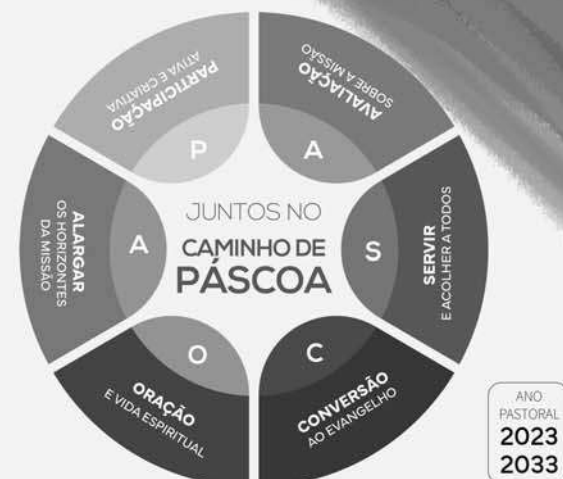 PARTICIPAÇÃO
ATIVA E CRIATIVA
P
AVALIAÇÃO
SOBRE A MISSÃO
A
SERVIR
E ACOLHER A TODOS
S
CONVERSÃO
AO EVANGELHO
C
ORAÇÃO
E VIDA ESPIRITUAL
O
ALARGAR
OS HORIZONTES
DA MISSÃO
A
JUNTOS NO
CAMINHO DE
PÁSCOA
ANO
PASTORAL
2023
2033